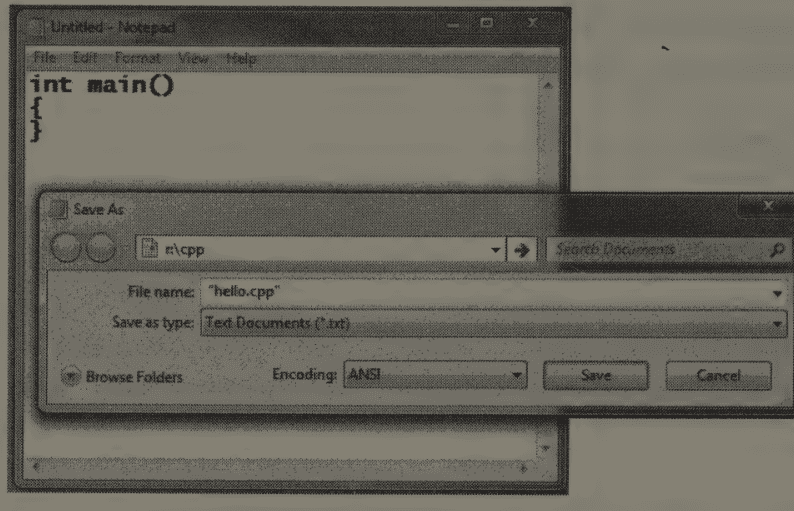 Untitled - Notepad
File Edit Format View Help
int main()
{
}
Save As
r:\cpp
Search Documents
File name: "hello.cpp"
Save as type: Text Documents (*.txt)
Browse Folders
Encoding: ANSI
Save
Cancel